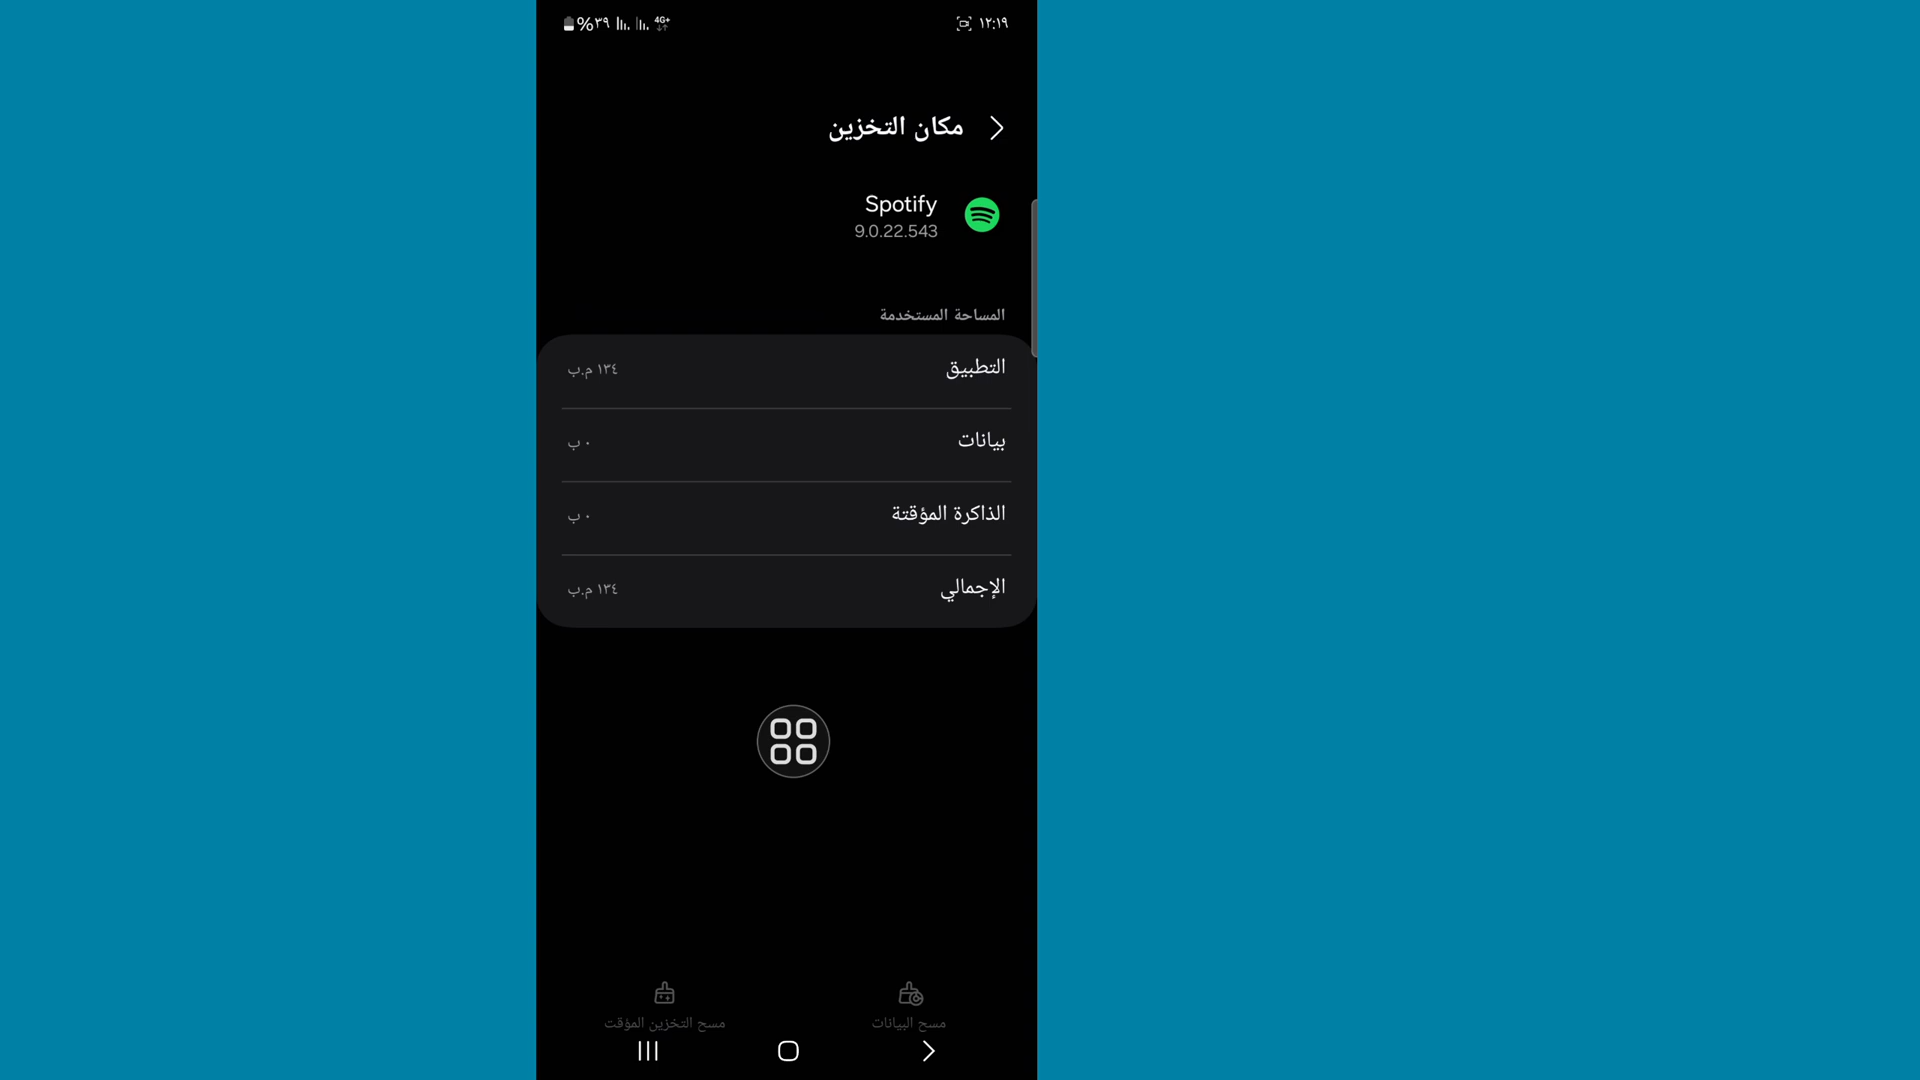 ١٢:١٩ 4G+ ٣٩%
مكان التخزين
Spotify
9.0.22.543
المساحة المستخدمة
التطبيق ١٣٤ م.ب
بيانات ٠ ب
الذاكرة المؤقتة ٠ ب
الإجمالي ١٣٤ م.ب
مسح البيانات مسح التخزين المؤقت